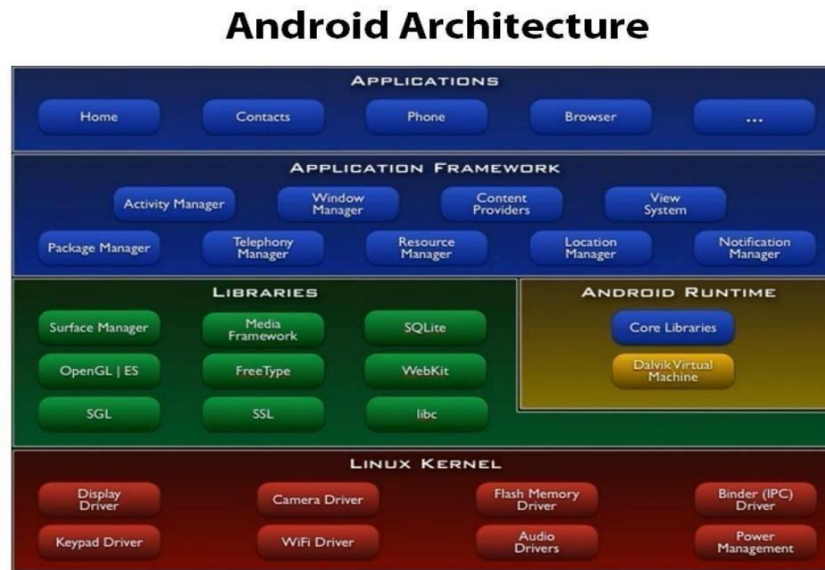 Android Architecture
APPLICATIONS
Home
Contacts
Phone
Browser
...
APPLICATION FRAMEWORK
Activity Manager
Window
Manager
Content
Providers
View
System
Package Manager
Telephony
Manager
Resource
Manager
Location
Manager
Notification
Manager
LIBRARIES
Surface Manager
Media
Framework
SQLite
OpenGL | ES
FreeType
WebKit
SGL
SSL
libc
ANDROID RUNTIME
Core Libraries
Dalvik Virtual
Machine
LINUX KERNEL
Display
Driver
Camera Driver
Flash Memory
Driver
Binder (IPC)
Driver
Keypad Driver
WiFi Driver
Audio
Drivers
Power
Management